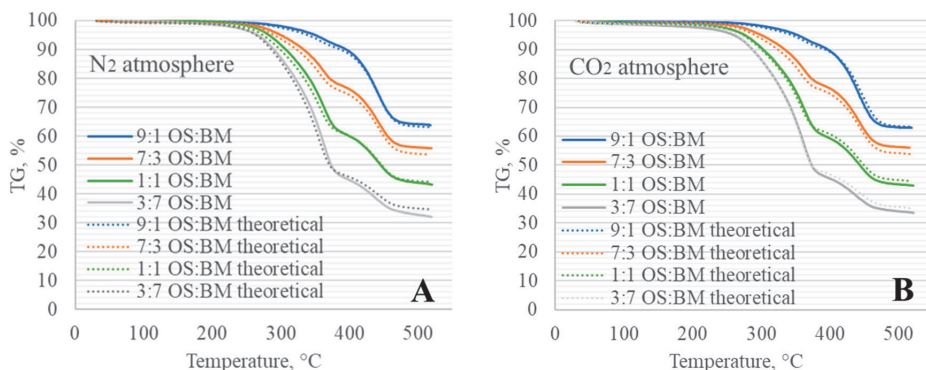 TG, %
100
90
80
70
60
50
40
30
20
10
0
N2 atmosphere
9:1 OS:BM
7:3 OS:BM
1:1 OS:BM
3:7 OS:BM
9:1 OS:BM theoretical
7:3 OS:BM theoretical
1:1 OS:BM theoretical
3:7 OS:BM theoretical
A
0 100 200 300 400 500
Temperature, °C
TG, %
100
90
80
70
60
50
40
30
20
10
0
CO2 atmosphere
9:1 OS:BM
7:3 OS:BM
1:1 OS:BM
3:7 OS:BM
9:1 OS:BM theoretical
7:3 OS:BM theoretical
1:1 OS:BM theoretical
3:7 OS:BM theoretical
B
0 100 200 300 400 500
Temperature, °C